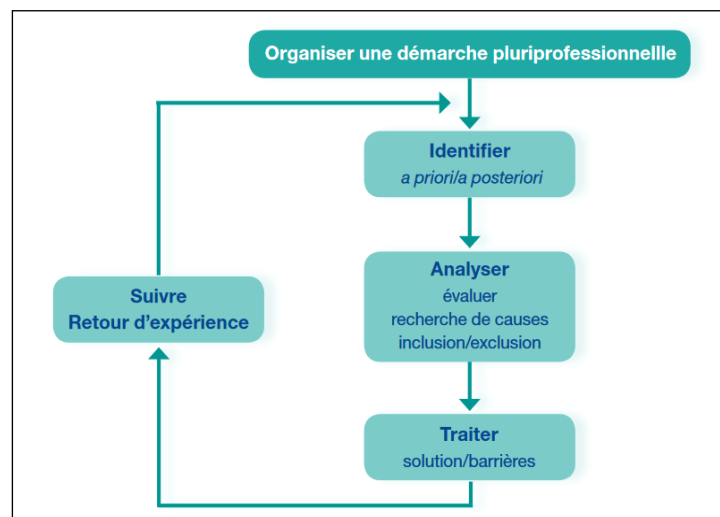 Organiser une démarche pluriprofessionnellle
Identifier
a priori/a posteriori
Analyser
évaluer
recherche de causes
inclusion/exclusion
Traiter
solution/barrières
Suivre
Retour d’expérience